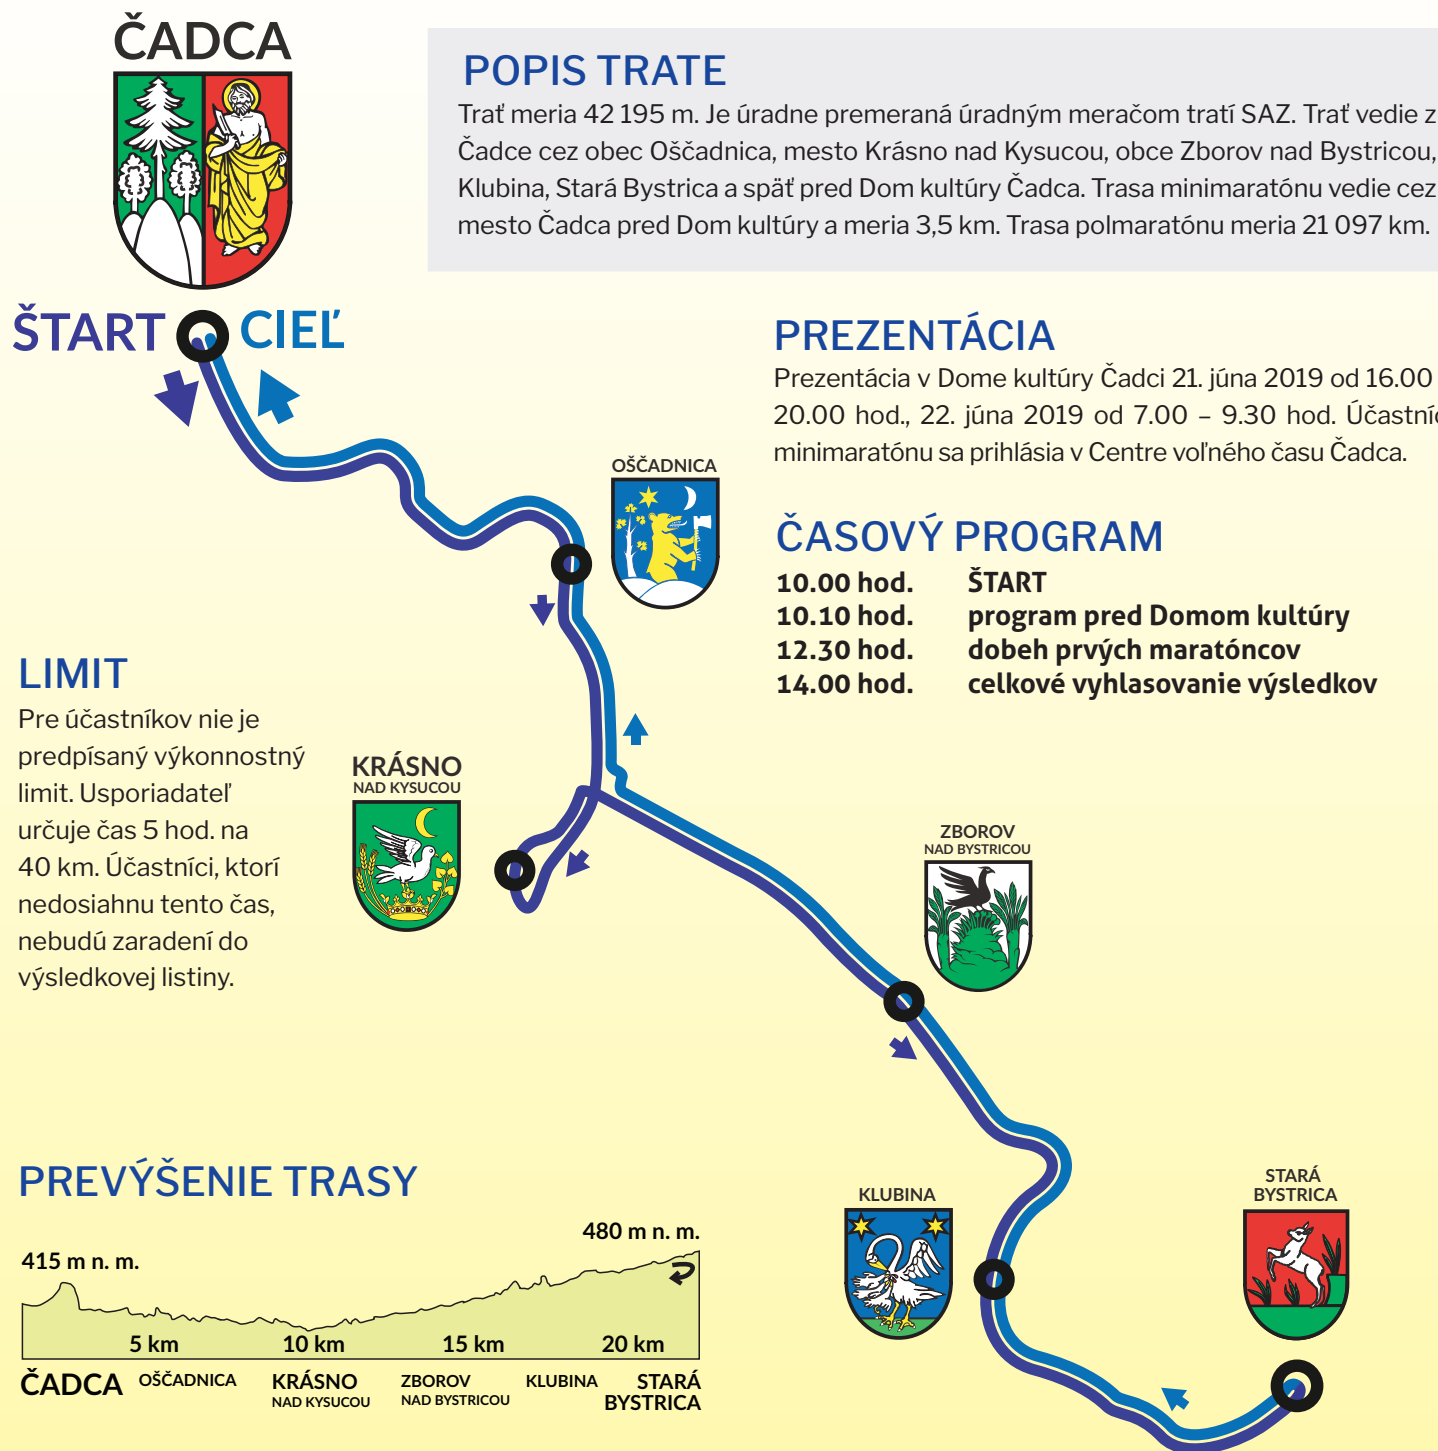 ČADCA
POPIS TRATE
Trať meria 42 195 m. Je úradne premeraná úradným meračom tratí SAZ. Trať vedie z
Čadce cez obec Oščadnica, mesto Krásno nad Kysucou, obce Zborov nad Bystricou,
Klubina, Stará Bystrica a späť pred Dom kultúry Čadca. Trasa minimaratónu vedie cez
mesto Čadca pred Dom kultúry a meria 3,5 km. Trasa polmaratónu meria 21 097 km.
ŠTART
CIEĽ
PREZENTÁCIA
Prezentácia v Dome kultúry Čadci 21. júna 2019 od 16.00
20.00 hod., 22. júna 2019 od 7.00 – 9.30 hod.
minimaratónu sa prihlásia v Centre voľného času Čadca.
OŠČADNICA
ČASOVÝ PROGRAM
10.00 hod. ŠTART
10.10 hod. program pred Domom kultúry
12.30 hod. dobeh prvých maratóncov
14.00 hod. celkové vyhlasovanie výsledkov
LIMIT
Pre účastníkov nie je
predpísaný výkonnostný
limit. Usporiadateľ
určuje čas 5 hod. na
40 km. Účastníci, ktorí
nedosiahnu tento čas,
nebudú zaradení do
výsledkovej listiny.
KRÁSNO
NAD KYSUCOU
ZBOROV
NAD BYSTRICOU
KLUBINA
STARÁ
BYSTRICA
PREVÝŠENIE TRASY
415 m n. m.
480 m n. m.
5 km
10 km
15 km
20 km
ČADCA
OŠČADNICA
KRÁSNO
NAD KYSUCOU
ZBOROV
NAD BYSTRICOU
KLUBINA
STARÁ
BYSTRICA